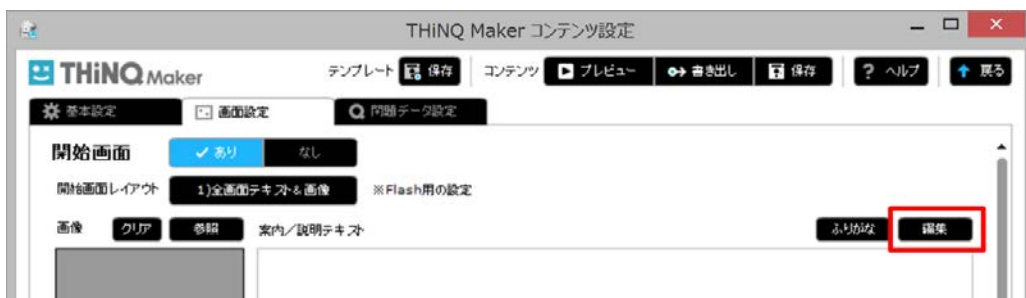 THiNQ Maker コンテンツ設定
THiNQ Maker テンプレート 保存 コンテンツ プレビュー 書き出し 保存 ? ヘルプ 戻る
基本設定 画面設定 問題データ設定
開始画面 あり なし
開始画面レイアウト 1)全画面テキスト&画像 ※Flash用の設定
画像 クリア 参照 案内/説明テキスト ふりがな 編集